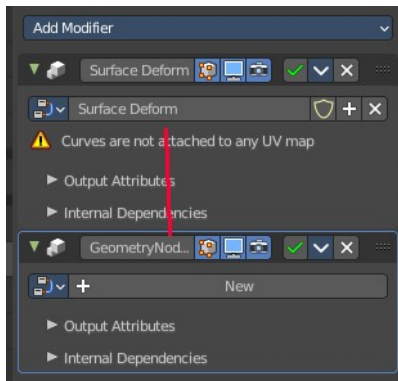 Add Modifier
Surface Deform
Surface Deform
Curves are not attached to any UV map
Output Attributes
Internal Dependencies
GeometryNod...
New
Output Attributes
Internal Dependencies